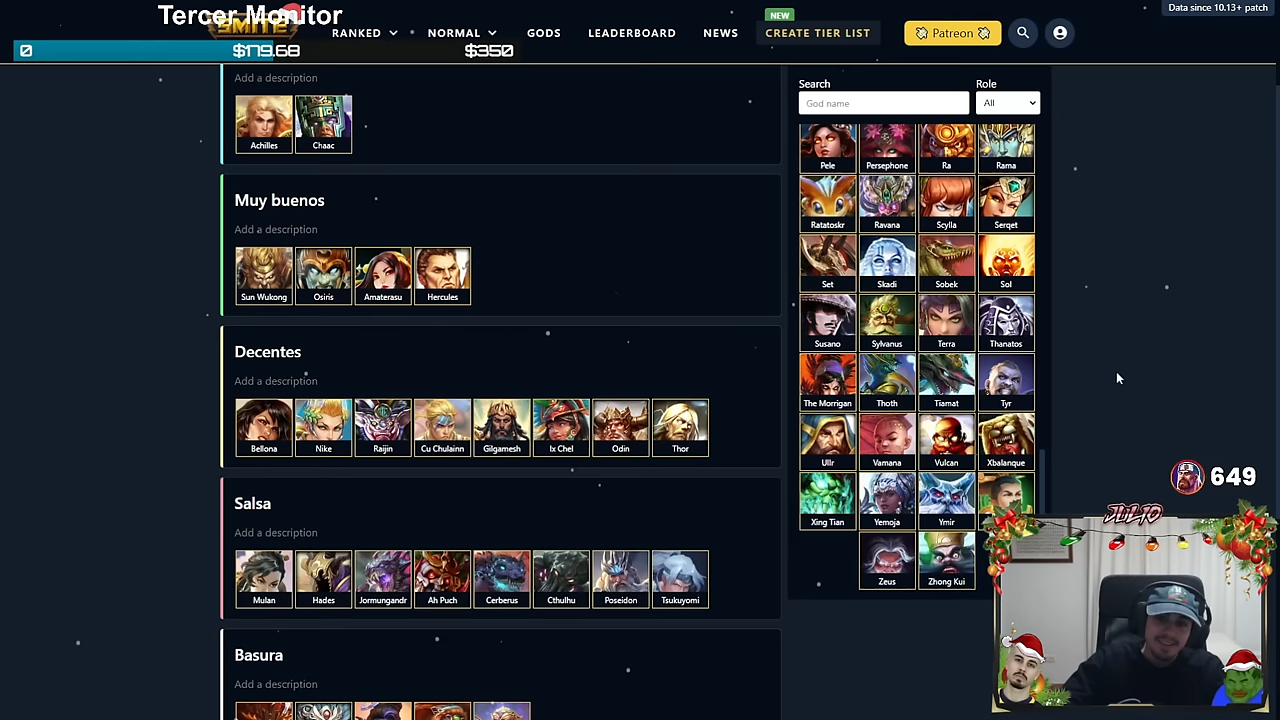 Tercer Monitor
SMITE
RANKED
NORMAL
GODS
LEADERBOARD
NEWS
NEW
CREATE TIER LIST
Patreon
Data since 10.13+ patch
0
$179.68
$350
Add a description
Achilles
Chaac
Muy buenos
Add a description
Sun Wukong
Osiris
Amaterasu
Hercules
Decentes
Add a description
Bellona
Nike
Raijin
Cu Chulainn
Gilgamesh
Ix Chel
Odin
Thor
Salsa
Add a description
Mulan
Hades
Jormungandr
Ah Puch
Cerberus
Cthulhu
Poseidon
Tsukuyomi
Basura
Add a description
Search
Role
God name
All
Pele
Persephone
Ra
Rama
Ratatoskr
Ravana
Scylla
Serqet
Set
Skadi
Sobek
Sol
Susano
Sylvanus
Terra
Thanatos
The Morrigan
Thoth
Tiamat
Tyr
Ullr
Vamana
Vulcan
Xbalanque
Xing Tian
Yemoja
Ymir
Zeus
Zhong Kui
649
JULIO